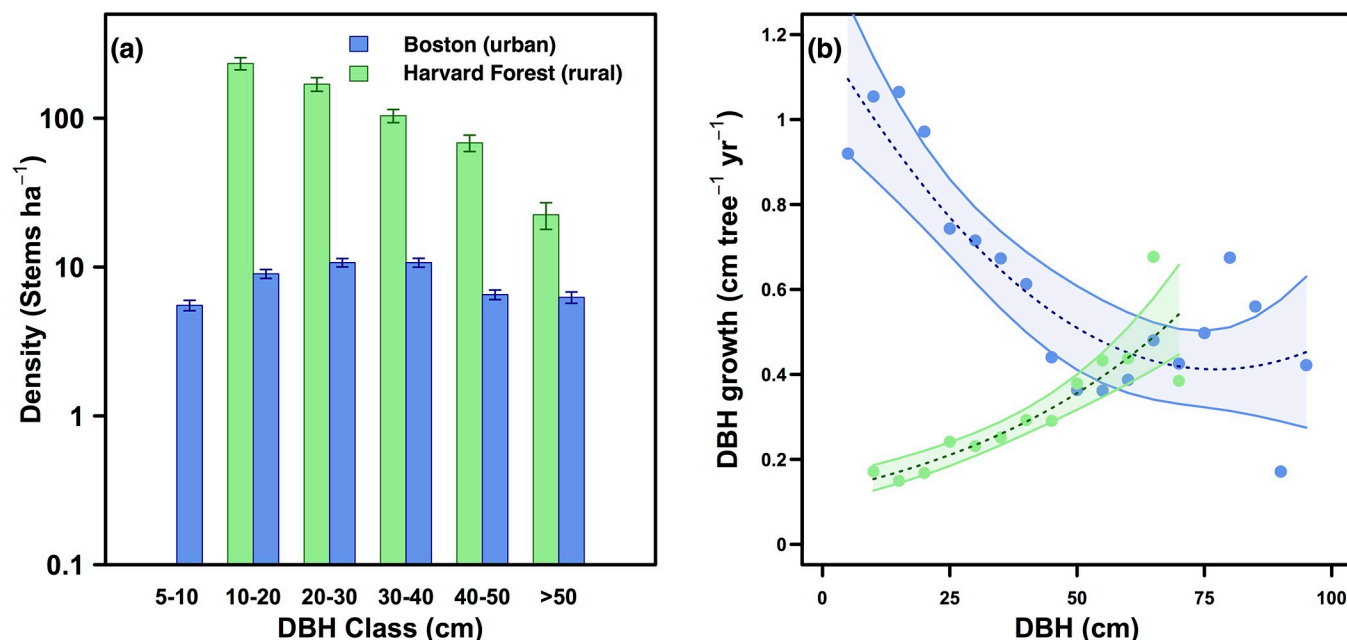 (a)
Boston (urban)
Harvard Forest (rural)
Density (Stems ha⁻¹)
100
10
1
0.1
5-10 10-20 20-30 30-40 40-50 >50
DBH Class (cm)
(b)
DBH growth (cm tree⁻¹ yr⁻¹)
1.2
1
0.8
0.6
0.4
0.2
0
0 25 50 75 100
DBH (cm)